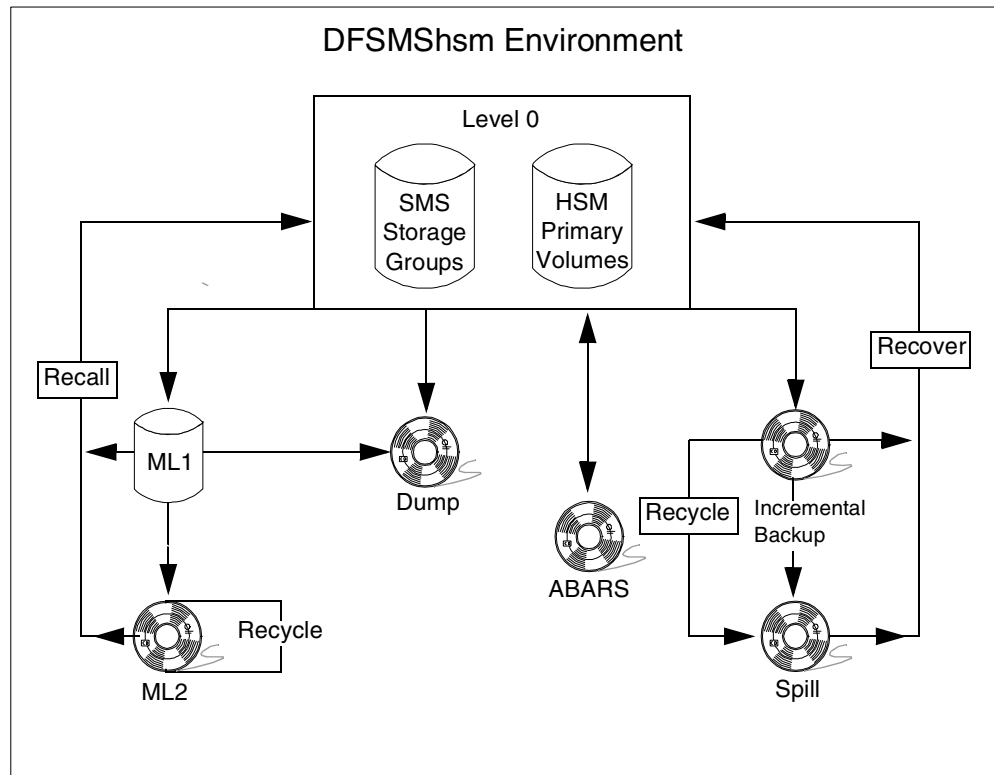 DFSMShsm Environment
Level 0
SMS
Storage
Groups
HSM
Primary
Volumes
Recall
Recover
ML1
Dump
Recycle
Incremental
Backup
ABARS
Recycle
ML2
Spill